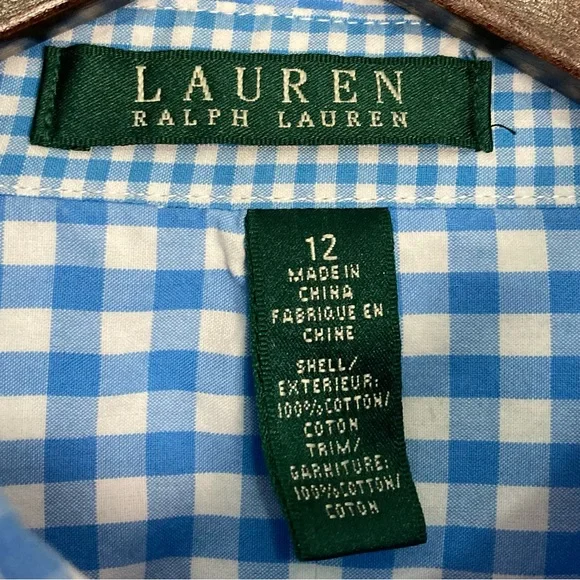 LAUREN
RALPH LAUREN
12
MADE IN
CHINA
FABRIQUE EN
CHINE
SHELL/
EXTERIEUR:
100% COTTON/
COTON
TRIM/
GARNITURE:
100% COTTON/
COTON